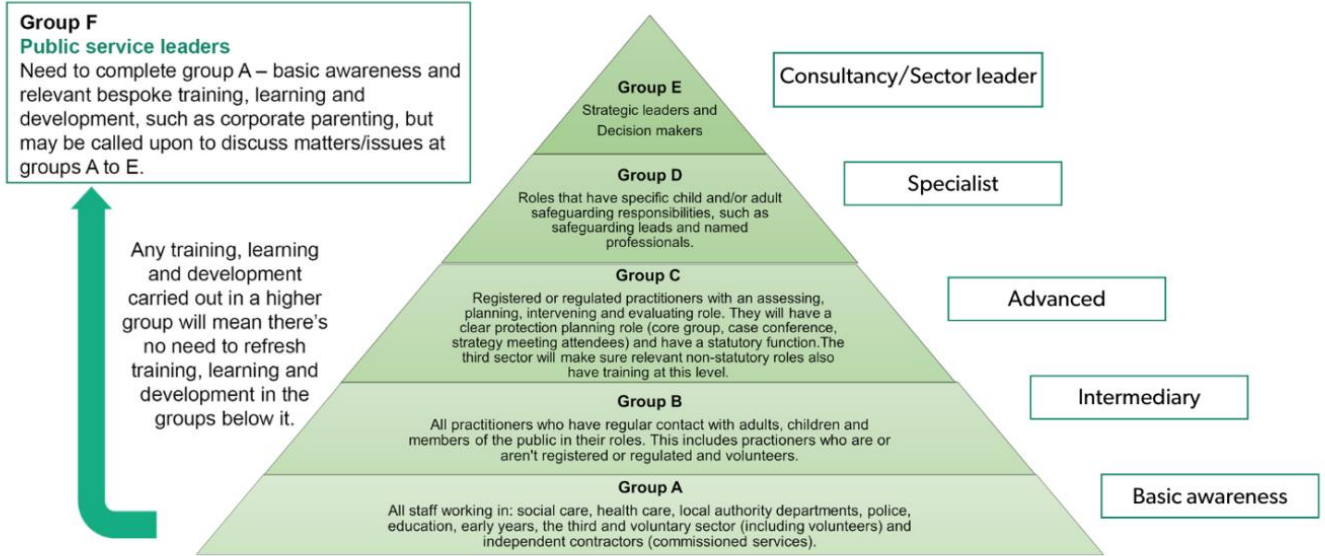 Group F
Public service leaders
Need to complete group A – basic awareness and
relevant bespoke training, learning and
development, such as corporate parenting, but
may be called upon to discuss matters/issues at
groups A to E.
Any training, learning
and development
carried out in a higher
group will mean there's
no need to refresh
training, learning and
development in the
groups below it.
Group E
Strategic leaders and
Decision makers
Consultancy/Sector leader
Group D
Roles that have specific child and/or adult
safeguarding responsibilities, such as
safeguarding leads and named
professionals.
Specialist
Group C
Registered or regulated practitioners with an assessing,
planning, intervening and evaluating role. They will have a
clear protection planning role (core group, case conference,
strategy meeting attendees) and have a statutory function.The
third sector will make sure relevant non-statutory roles also
have training at this level.
Advanced
Group B
All practitioners who have regular contact with adults, children and
members of the public in their roles. This includes practioners who are or
aren't registered or regulated and volunteers.
Intermediary
Group A
All staff working in: social care, health care, local authority departments, police,
education, early years, the third and voluntary sector (including volunteers) and
independent contractors (commissioned services).
Basic awareness